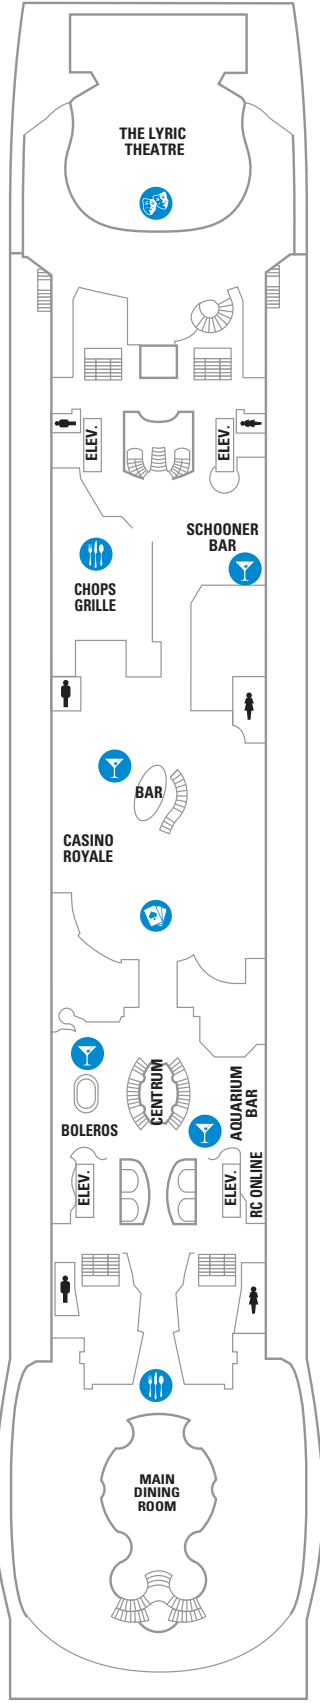 THE LYRIC
THEATRE
ELEV.
ELEV.
SCHOONER
BAR
CHOPS
GRILLE
BAR
CASINO
ROYALE
CENTRUM
AQUARIUM
BAR
BOLEROS
ELEV.
ELEV.
RC ONLINE
MAIN
DINING
ROOM